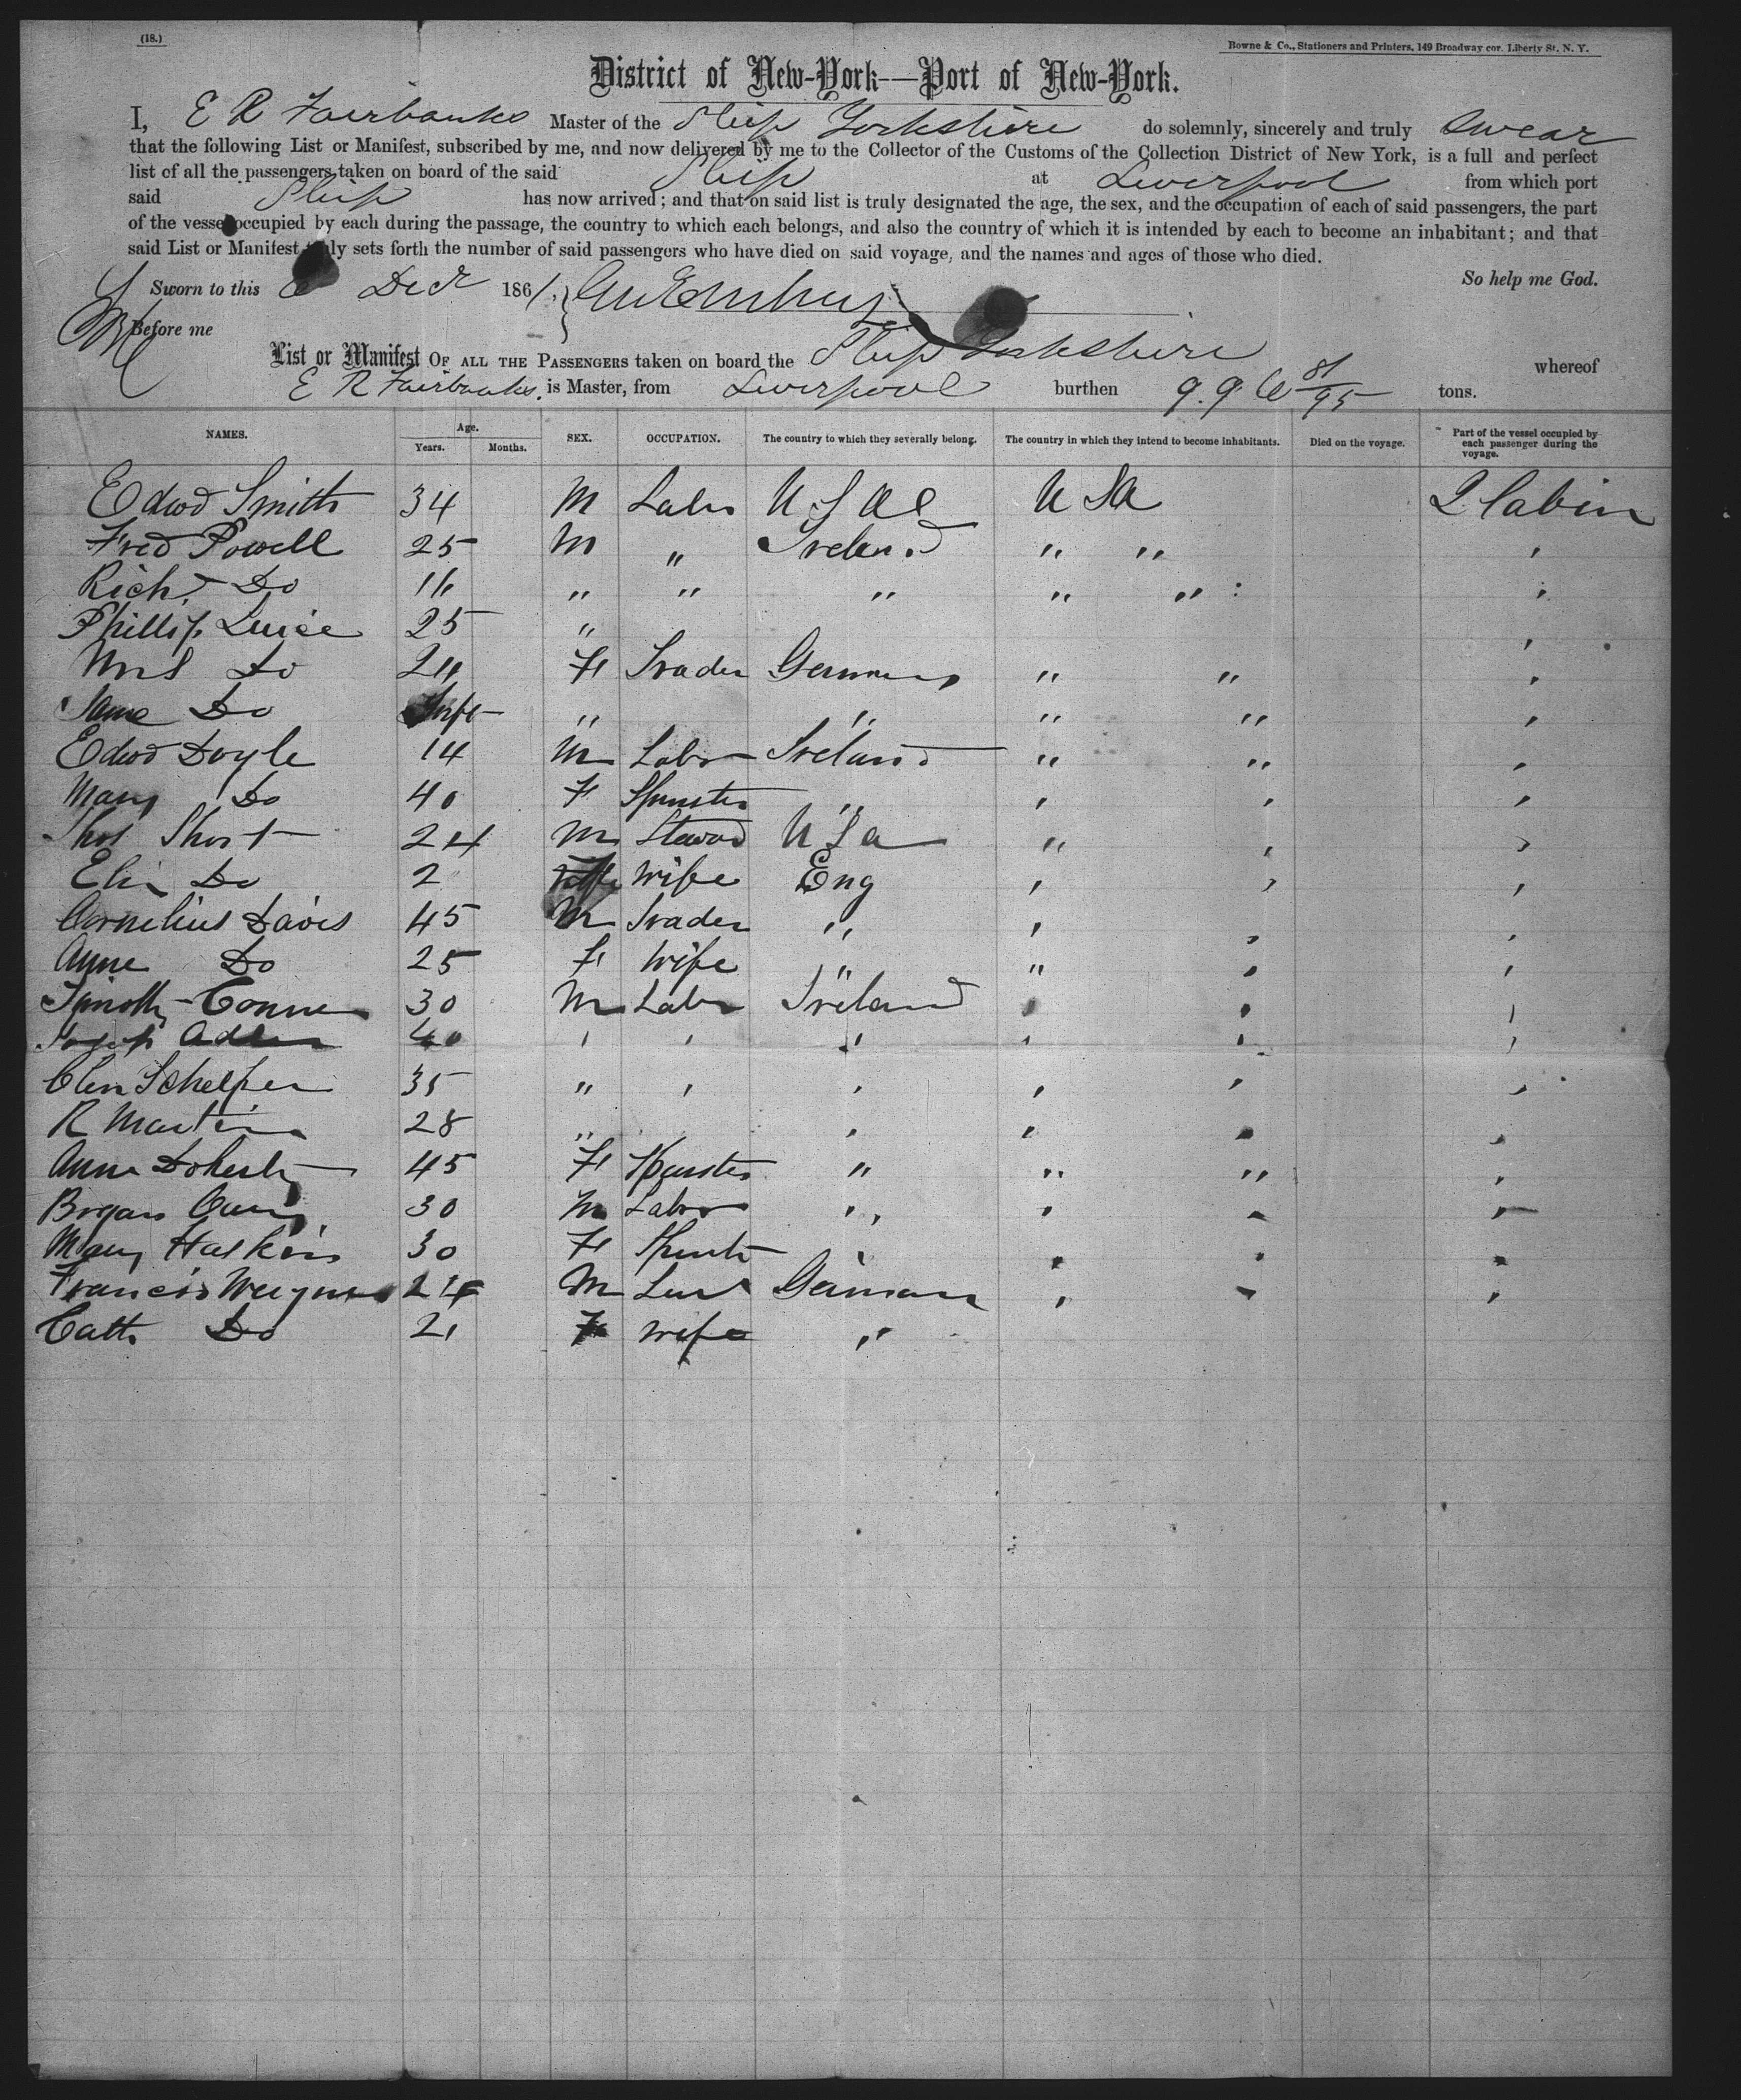 (18.)
Bowne & Co., Stationers and Printers, 149 Broadway cor. Liberty St. N. Y.
District of New-York—Port of New-York.
I, E R Fairbanks Master of the Ship Yorkshire do solemnly, sincerely and truly swear
that the following List or Manifest, subscribed by me, and now delivered by me to the Collector of the Customs of the Collection District of New York, is a full and perfect
list of all the passengers taken on board of the said Ship at Liverpool from which port
said Ship has now arrived; and that on said list is truly designated the age, the sex, and the occupation of each of said passengers, the part
of the vessel occupied by each during the passage, the country to which each belongs, and also the country of which it is intended by each to become an inhabitant; and that
said List or Manifest truly sets forth the number of said passengers who have died on said voyage, and the names and ages of those who died.
So help me God.
Sworn to this 6 Decr 1861,
Before me
List or Manifest OF ALL THE PASSENGERS taken on board the Ship Yorkshire whereof
E R Fairbanks, is Master, from Liverpool burthen 996 81/95 tons.
NAMES. Age. Years. Months. SEX. OCCUPATION. The country to which they severally belong. The country in which they intend to become inhabitants. Died on the voyage. Part of the vessel occupied by each passenger during the voyage.
Edwd Smith 34 M Labr U S A U S A 2 Cabin
Fred Powell 25 M " Ireland " " '
Richd Do 16 " " " " " '
Phillip 25 " '
Mrs Do 24 F Trader Germany " " '
Jane Do Inft " " " " '
Edwd Doyle 14 M Labr Ireland " " '
Mary Do 40 F Spinster " ' ' '
Thos Short 24 M Steward U S A " ' '
Eliz Do 2 wife Eng ' ' '
Cornelius Davis 45 M Trader " ' ' '
Anne Do 25 F Wife " " ' '
Timothy 30 M Labr Ireland ' ' '
40 ' ' ' ' ' '
35 " ' ' ' ' '
R Martin 28 " ' ' ' '
Anne Doherty 45 F Spinster " " " '
30 M Labr " ' ' '
Mary Haskins 30 F Spinstr ' ' ' '
Francis 24 M German ' ' '
Cath Do 21 F wife "